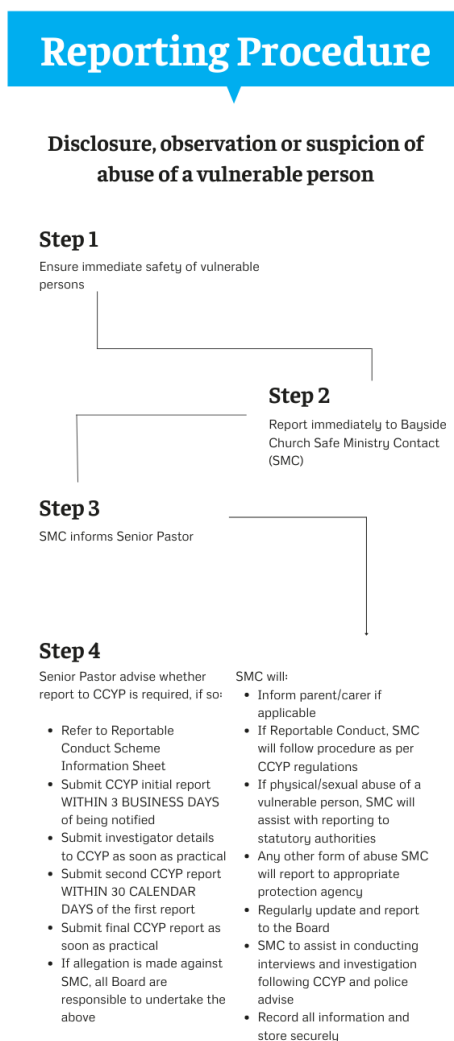 Reporting Procedure
Disclosure, observation or suspicion of
abuse of a vulnerable person
Step 1
Ensure immediate safety of vulnerable
persons
Step 2
Report immediately to Bayside
Church Safe Ministry Contact
(SMC)
Step 3
SMC informs Senior Pastor
Step 4
Senior Pastor advise whether
report to CCYP is required, if so:
• Refer to Reportable
Conduct Scheme
Information Sheet
• Submit CCYP initial report
WITHIN 3 BUSINESS DAYS
of being notified
• Submit investigator details
to CCYP as soon as practical
• Submit second CCYP report
WITHIN 30 CALENDAR
DAYS of the first report
• Submit final CCYP report as
soon as practical
• If allegation is made against
SMC, all Board are
responsible to undertake the
above
SMC will:
• Inform parent/carer if
applicable
• If Reportable Conduct, SMC
will follow procedure as per
CCYP regulations
• If physical/sexual abuse of a
vulnerable person, SMC will
assist with reporting to
statutory authorities
• Any other form of abuse SMC
will report to appropriate
protection agency
• Regularly update and report
to the Board
• SMC to assist in conducting
interviews and investigation
following CCYP and police
advise
• Record all information and
store securely